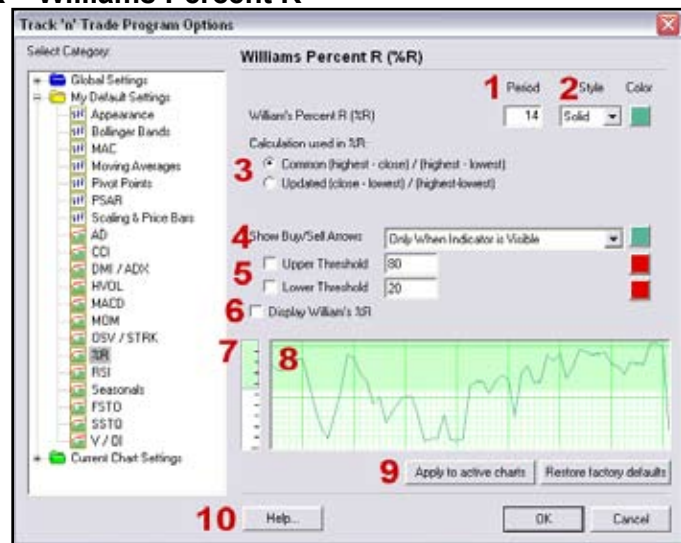 Williams Percent R
Track 'n' Trade Program Options
Select Category:
Global Settings
My Default Settings
Appearance
Bollinger Bands
MAC
Moving Averages
Pivot Points
PSAR
Scaling & Price Bars
AD
CCI
DMI / ADX
HVOL
MACD
MOM
OSV / STRK
%R
RSI
Seasonals
FSTO
SSTO
V / OI
Current Chart Settings
Williams Percent R (%R)
1 Period 2 Style Color
William's Percent R (%R) 14 Solid
Calculation used in %R:
3 Common (highest - close) / (highest - lowest)
Updated (close - lowest) / (highest-lowest)
4 Show Buy/Sell Arrows Only When Indicator is Visible
5 Upper Threshold 80
Lower Threshold 20
6 Display William's %R
7 8
9 Apply to active charts Restore factory defaults
10 Help... OK Cancel